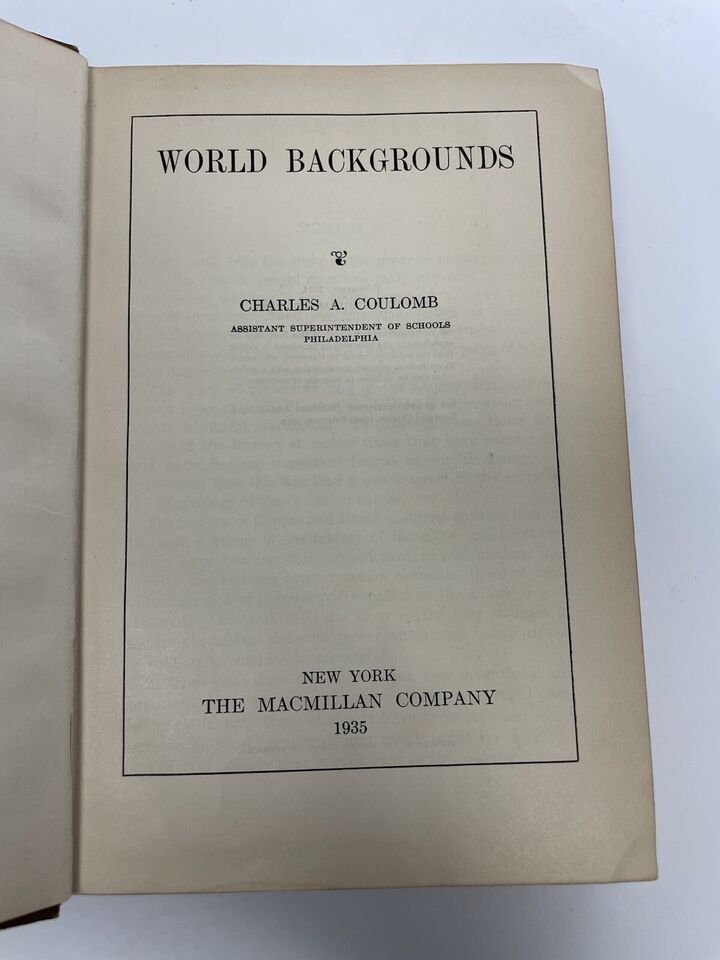 WORLD BACKGROUNDS
CHARLES A. COULOMB
ASSISTANT SUPERINTENDENT OF SCHOOLS
PHILADELPHIA
NEW YORK
THE MACMILLAN COMPANY
1935